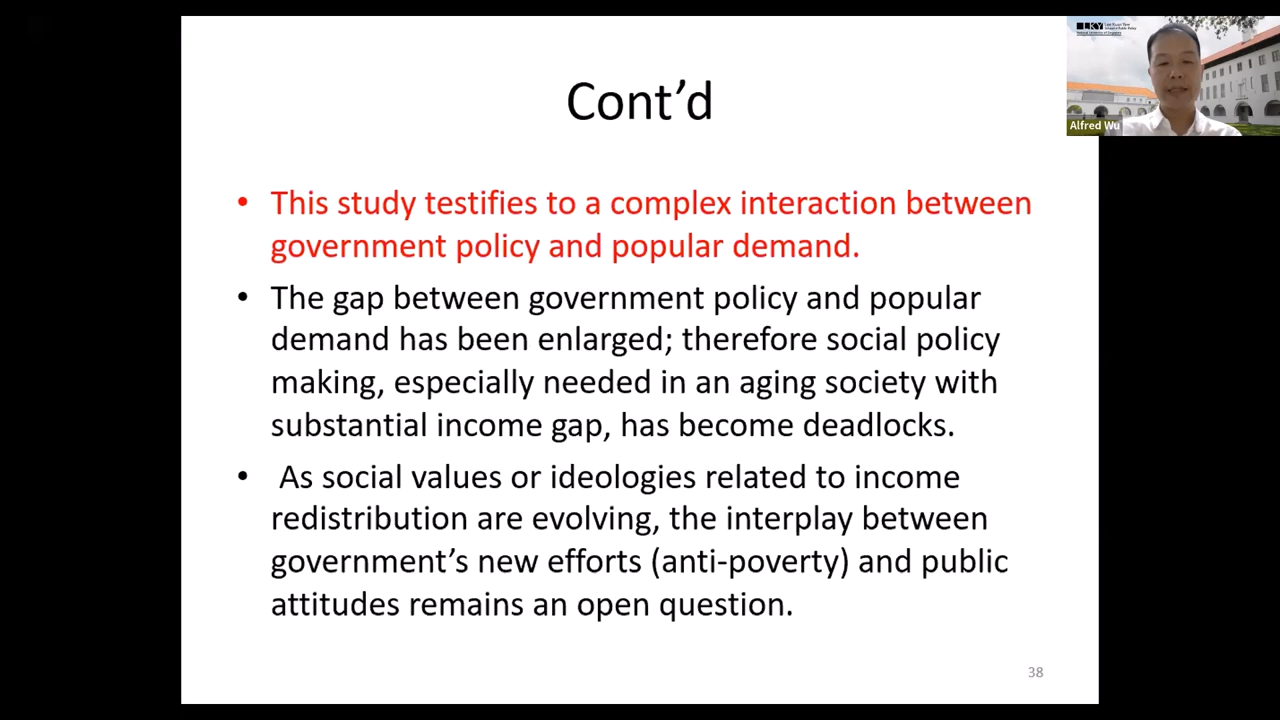 Cont’d
• This study testifies to a complex interaction between
government policy and popular demand.
• The gap between government policy and popular
demand has been enlarged; therefore social policy
making, especially needed in an aging society with
substantial income gap, has become deadlocks.
• As social values or ideologies related to income
redistribution are evolving, the interplay between
government’s new efforts (anti-poverty) and public
attitudes remains an open question.
38
LKY
Alfred Wu